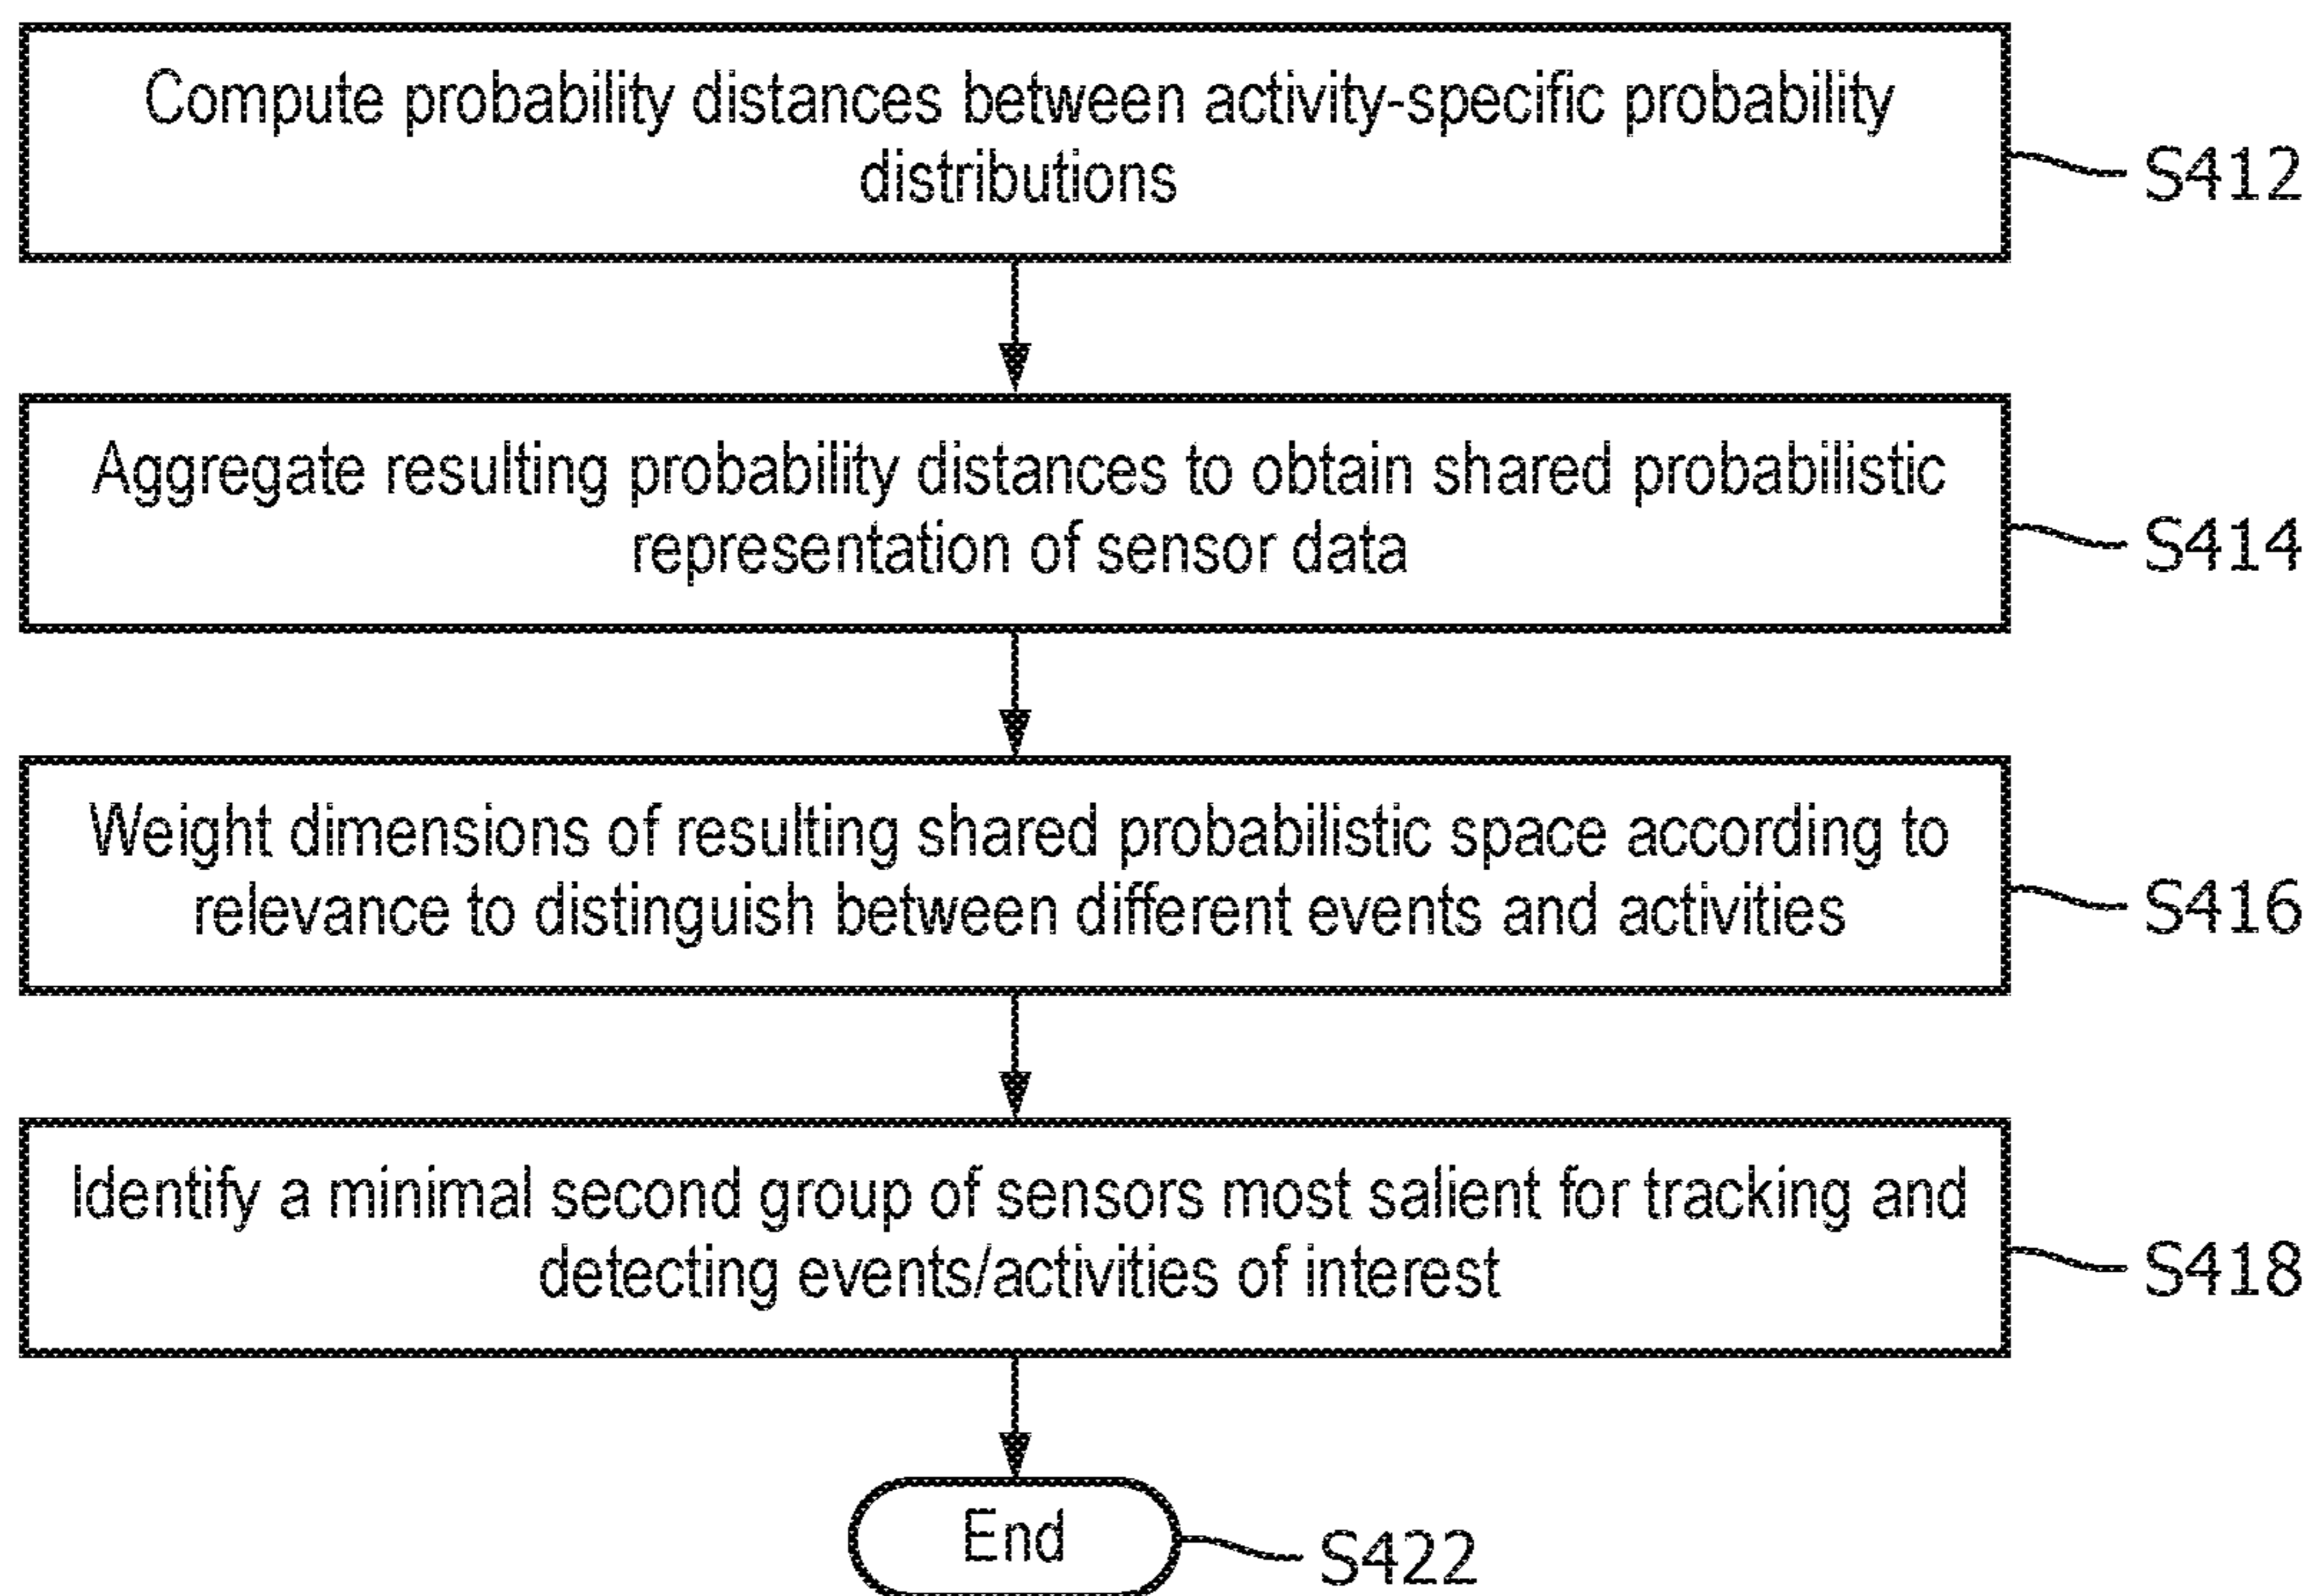 Compute probability distances between activity-specific probability
distributions
S412
Aggregate resulting probability distances to obtain shared probabilistic
representation of sensor data
S414
Weight dimensions of resulting shared probabilistic space according to
relevance to distinguish between different events and activities
S416
Identify a minimal second group of sensors most salient for tracking and
detecting events/activities of interest
S418
End
S422